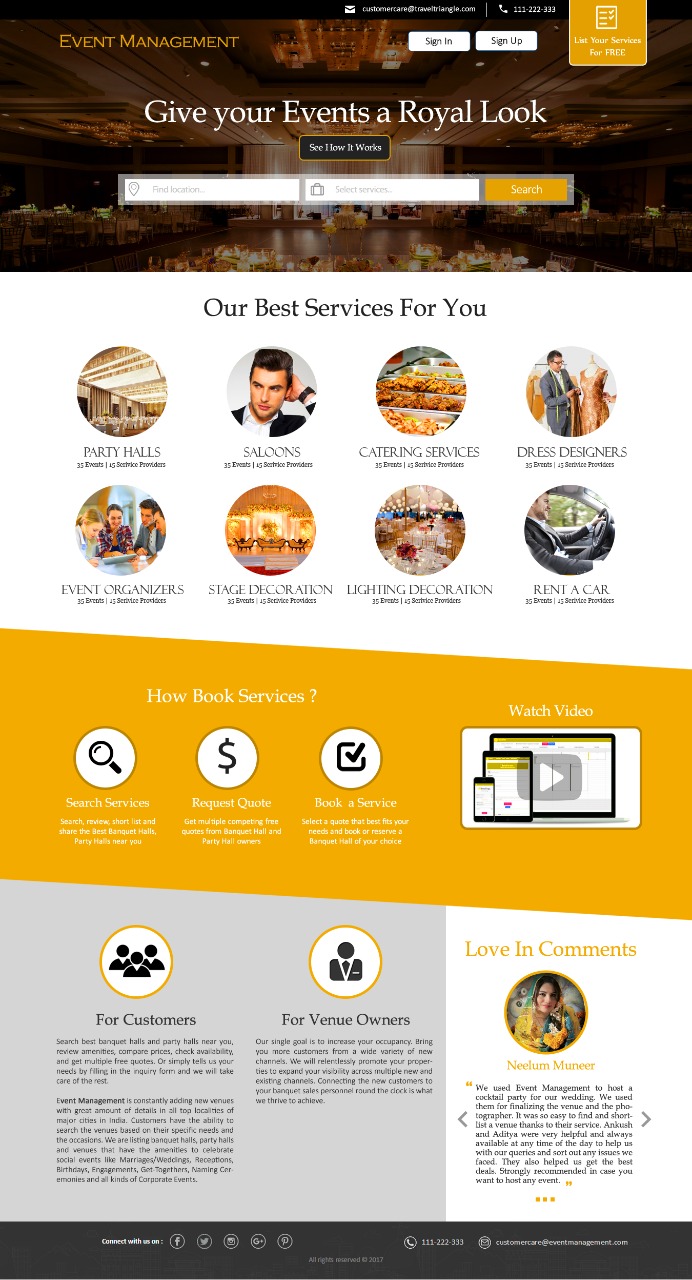 customercare@traveltriangle.com
111-222-333
EVENT MANAGEMENT
Sign In
Sign Up
List Your Services
For FREE
Give your Events a Royal Look
See How It Works
Find location...
Select services...
Search
Our Best Services For You
PARTY HALLS
35 Events | 15 Serivice Providers
SALOONS
35 Events | 15 Serivice Providers
CATERING SERVICES
35 Events | 15 Serivice Providers
DRESS DESIGNERS
35 Events | 15 Serivice Providers
EVENT ORGANIZERS
35 Events | 15 Serivice Providers
STAGE DECORATION
35 Events | 15 Serivice Providers
LIGHTING DECORATION
35 Events | 15 Serivice Providers
RENT A CAR
35 Events | 15 Serivice Providers
How Book Services ?
Search Services
Search, review, short list and
share the Best Banquet Halls,
Party Halls near you
Request Quote
Get multiple competing free
quotes from Banquet Hall and
Party Hall owners
Book a Service
Select a quote that best fits your
needs and book or reserve a
Banquet Hall of your choice
Watch Video
For Customers
Search best banquet halls and party halls near you,
review amenities, compare prices, check availability,
and get multiple free quotes. Or simply tells us your
needs by filling in the inquiry form and we will take
care of the rest.
Event Management is constantly adding new venues
with great amount of details in all top localities of
major cities in India. Customers have the ability to
search the venues based on their specific needs and
the occasions. We are listing banquet halls, party halls
and venues that have the amenities to celebrate
social events like Marriages/Weddings, Receptions,
Birthdays, Engagements, Get-Togethers, Naming Cer-
emonies and all kinds of Corporate Events.
For Venue Owners
Our single goal is to increase your occupancy. Bring
you more customers from a wide variety of new
channels. We will relentlessly promote your proper-
ties to expand your visibility across multiple new and
existing channels. Connecting the new customers to
your banquet sales personnel round the clock is what
we thrive to achieve.
Love In Comments
Neelum Muneer
“ We used Event Management to host a
cocktail party for our wedding. We used
them for finalizing the venue and the pho-
tographer. It was so easy to find and short-
list a venue thanks to their service. Ankush
and Aditya were very helpful and always
available at any time of the day to help us
with our queries and sort out any issues we
faced. They also helped us get the best
deals. Strongly recommended in case you
want to host any event. ”
Connect with us on :
111-222-333
customercare@eventmanagement.com
All rights reserved © 2017